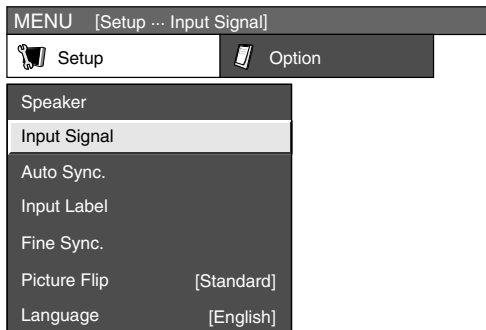 MENU [Setup ... Input Signal]
Setup Option
Speaker
Input Signal
Auto Sync.
Input Label
Fine Sync.
Picture Flip [Standard]
Language [English]